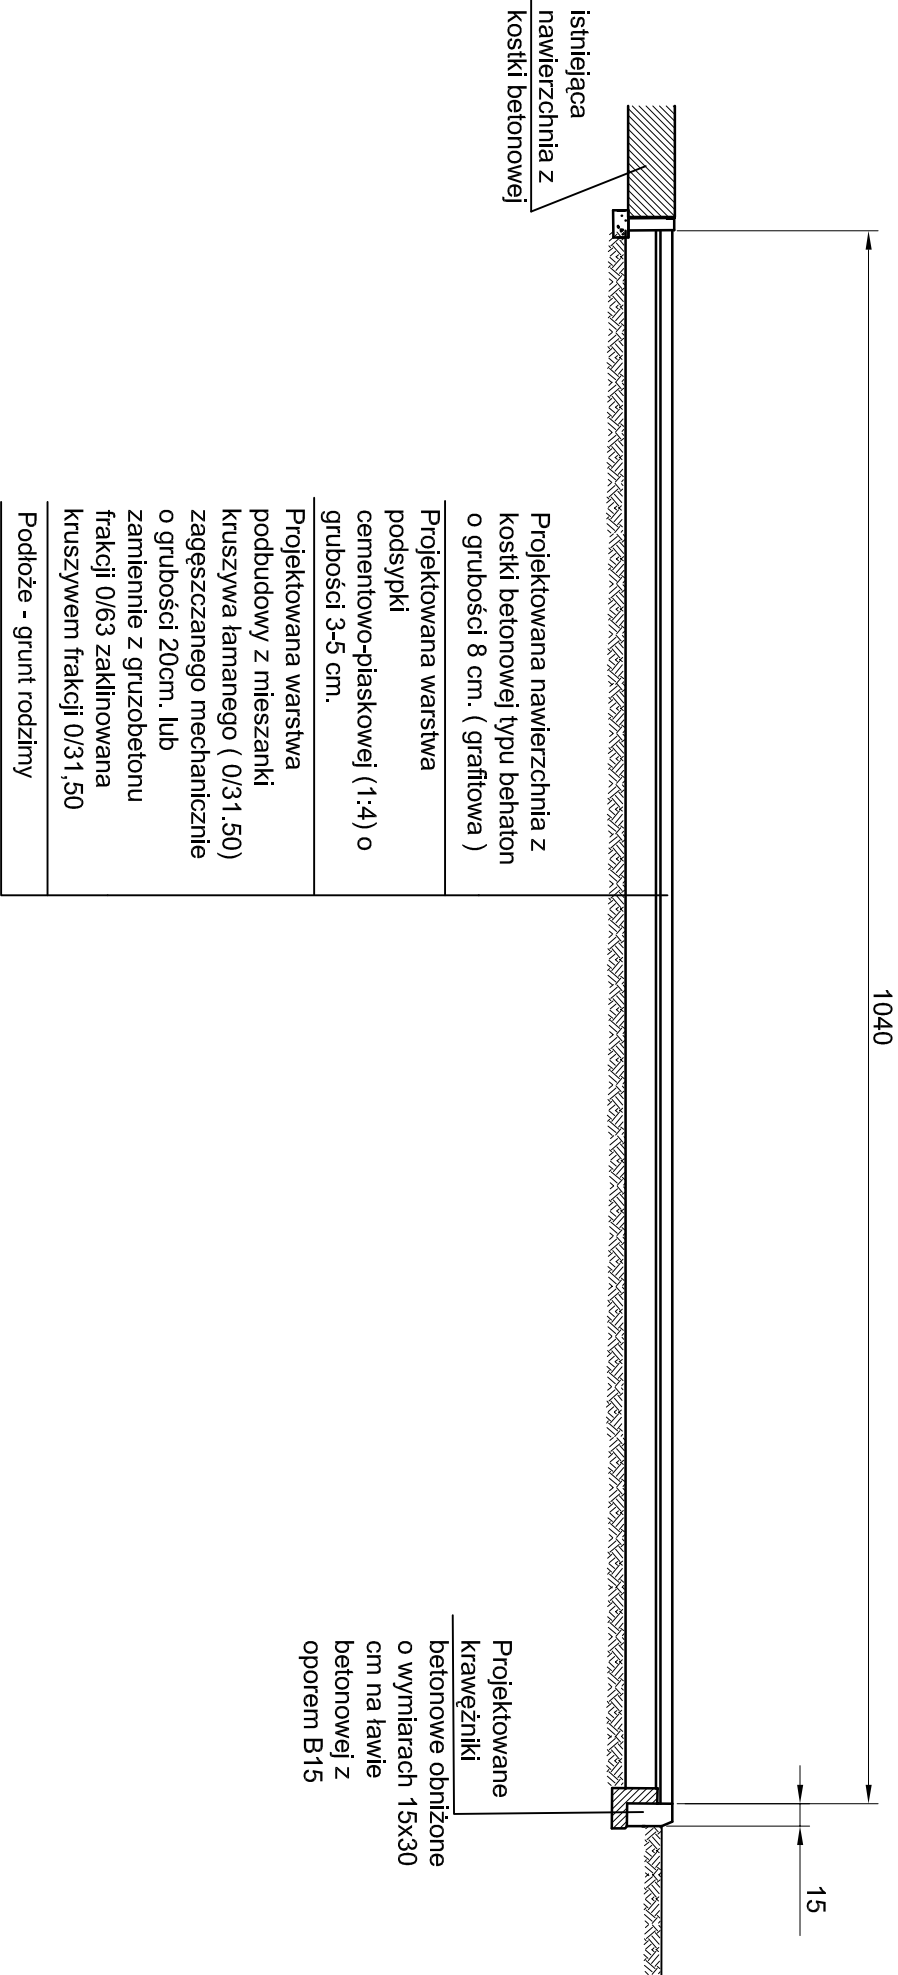 istniejąca
nawierzchnia z
kostki betonowej
1040
Projektowana nawierzchnia z
kostki betonowej typu behaton
o grubości 8 cm. ( grafitowa )
Projektowana warstwa
podsypki
cementowo-piaskowej (1:4) o
grubości 3-5 cm.
Projektowana warstwa
podbudowy z mieszanki
kruszywa łamanego ( 0/31.50)
zagęszczanego mechanicznie
o grubości 20cm. lub
zamiennie z gruzobetonu
frakcji 0/63 zaklinowana
kruszywem frakcji 0/31,50
Podłoże - grunt rodzimy
15
Projektowane
krawężniki
betonowe obniżone
o wymiarach 15x30
cm na ławie
betonowej z
oporem B15